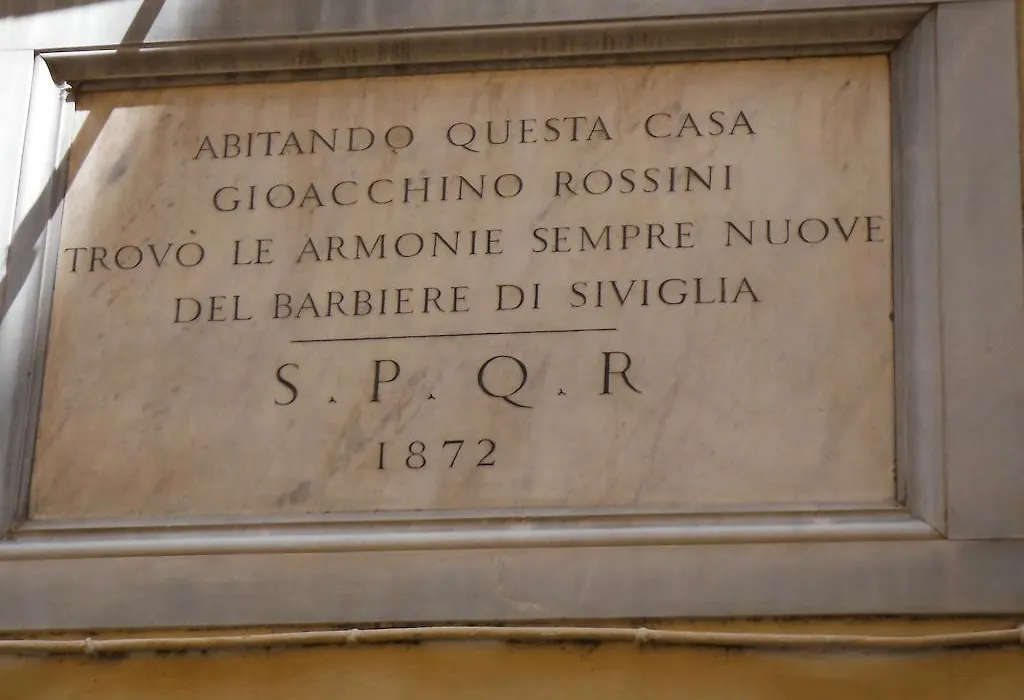 ABITANDO QUESTA CASA
GIOACCHINO ROSSINI
TROVÒ LE ARMONIE SEMPRE NUOVE
DEL BARBIERE DI SIVIGLIA
S . P . Q . R
1872